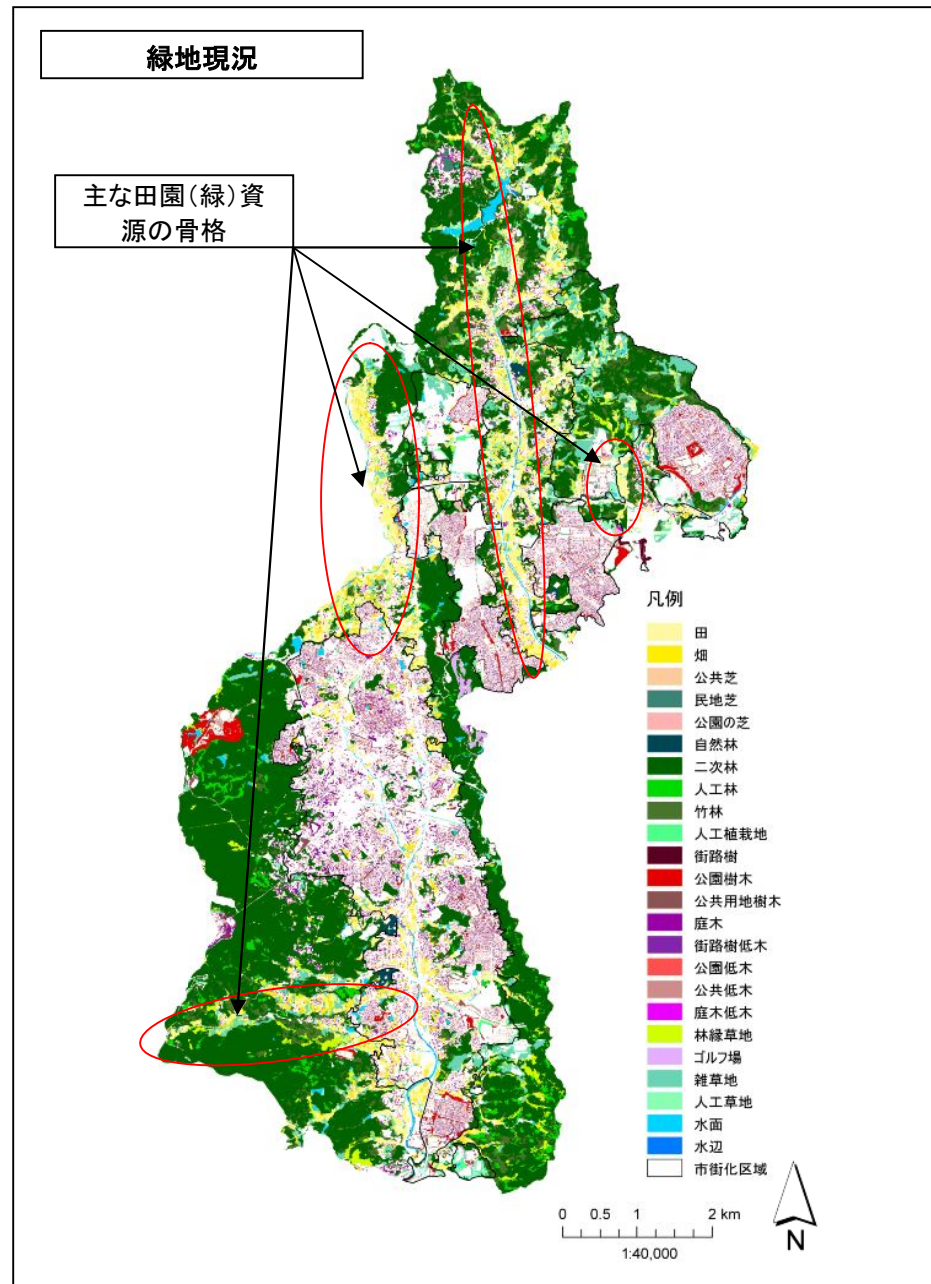 緑地現況
主な田園(緑)資
源の骨格
凡例
田
畑
公共芝
民地芝
公園の芝
自然林
二次林
人工林
竹林
人工植栽地
街路樹
公園樹木
公共用地樹木
庭木
街路樹低木
公園低木
公共低木
庭木低木
林縁草地
ゴルフ場
雑草地
人工草地
水面
水辺
市街化区域
0 0.5 1 2 km
1:40,000
N